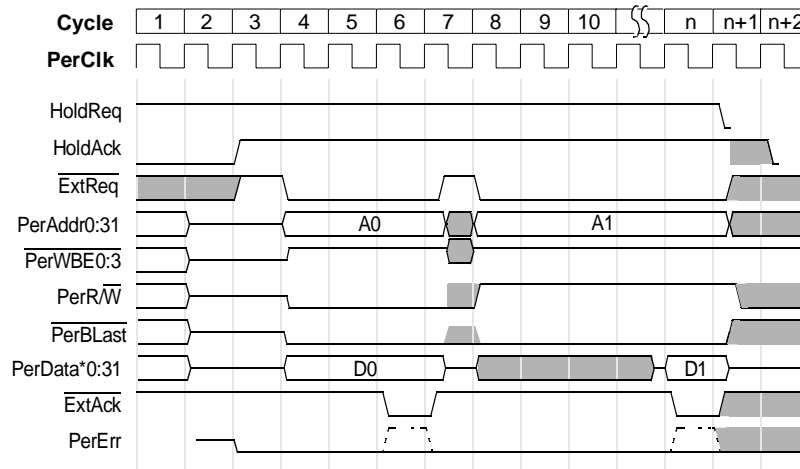 Cycle 1 2 3 4 5 6 7 8 9 10 n n+1 n+2
PerClk
HoldReq
HoldAck
ExtReq
PerAddr0:31 A0 A1
PerWBE0:3
PerR/W
PerBLast
PerData*0:31 D0 D1
ExtAck
PerErr